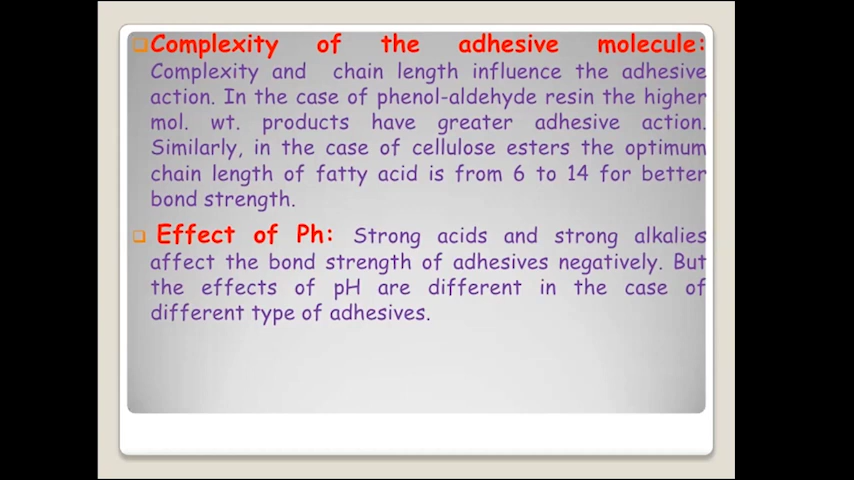 Complexity of the adhesive molecule:
Complexity and chain length influence the adhesive
action. In the case of phenol-aldehyde resin the higher
mol. wt. products have greater adhesive action.
Similarly, in the case of cellulose esters the optimum
chain length of fatty acid is from 6 to 14 for better
bond strength.
Effect of Ph: Strong acids and strong alkalies
affect the bond strength of adhesives negatively. But
the effects of pH are different in the case of
different type of adhesives.